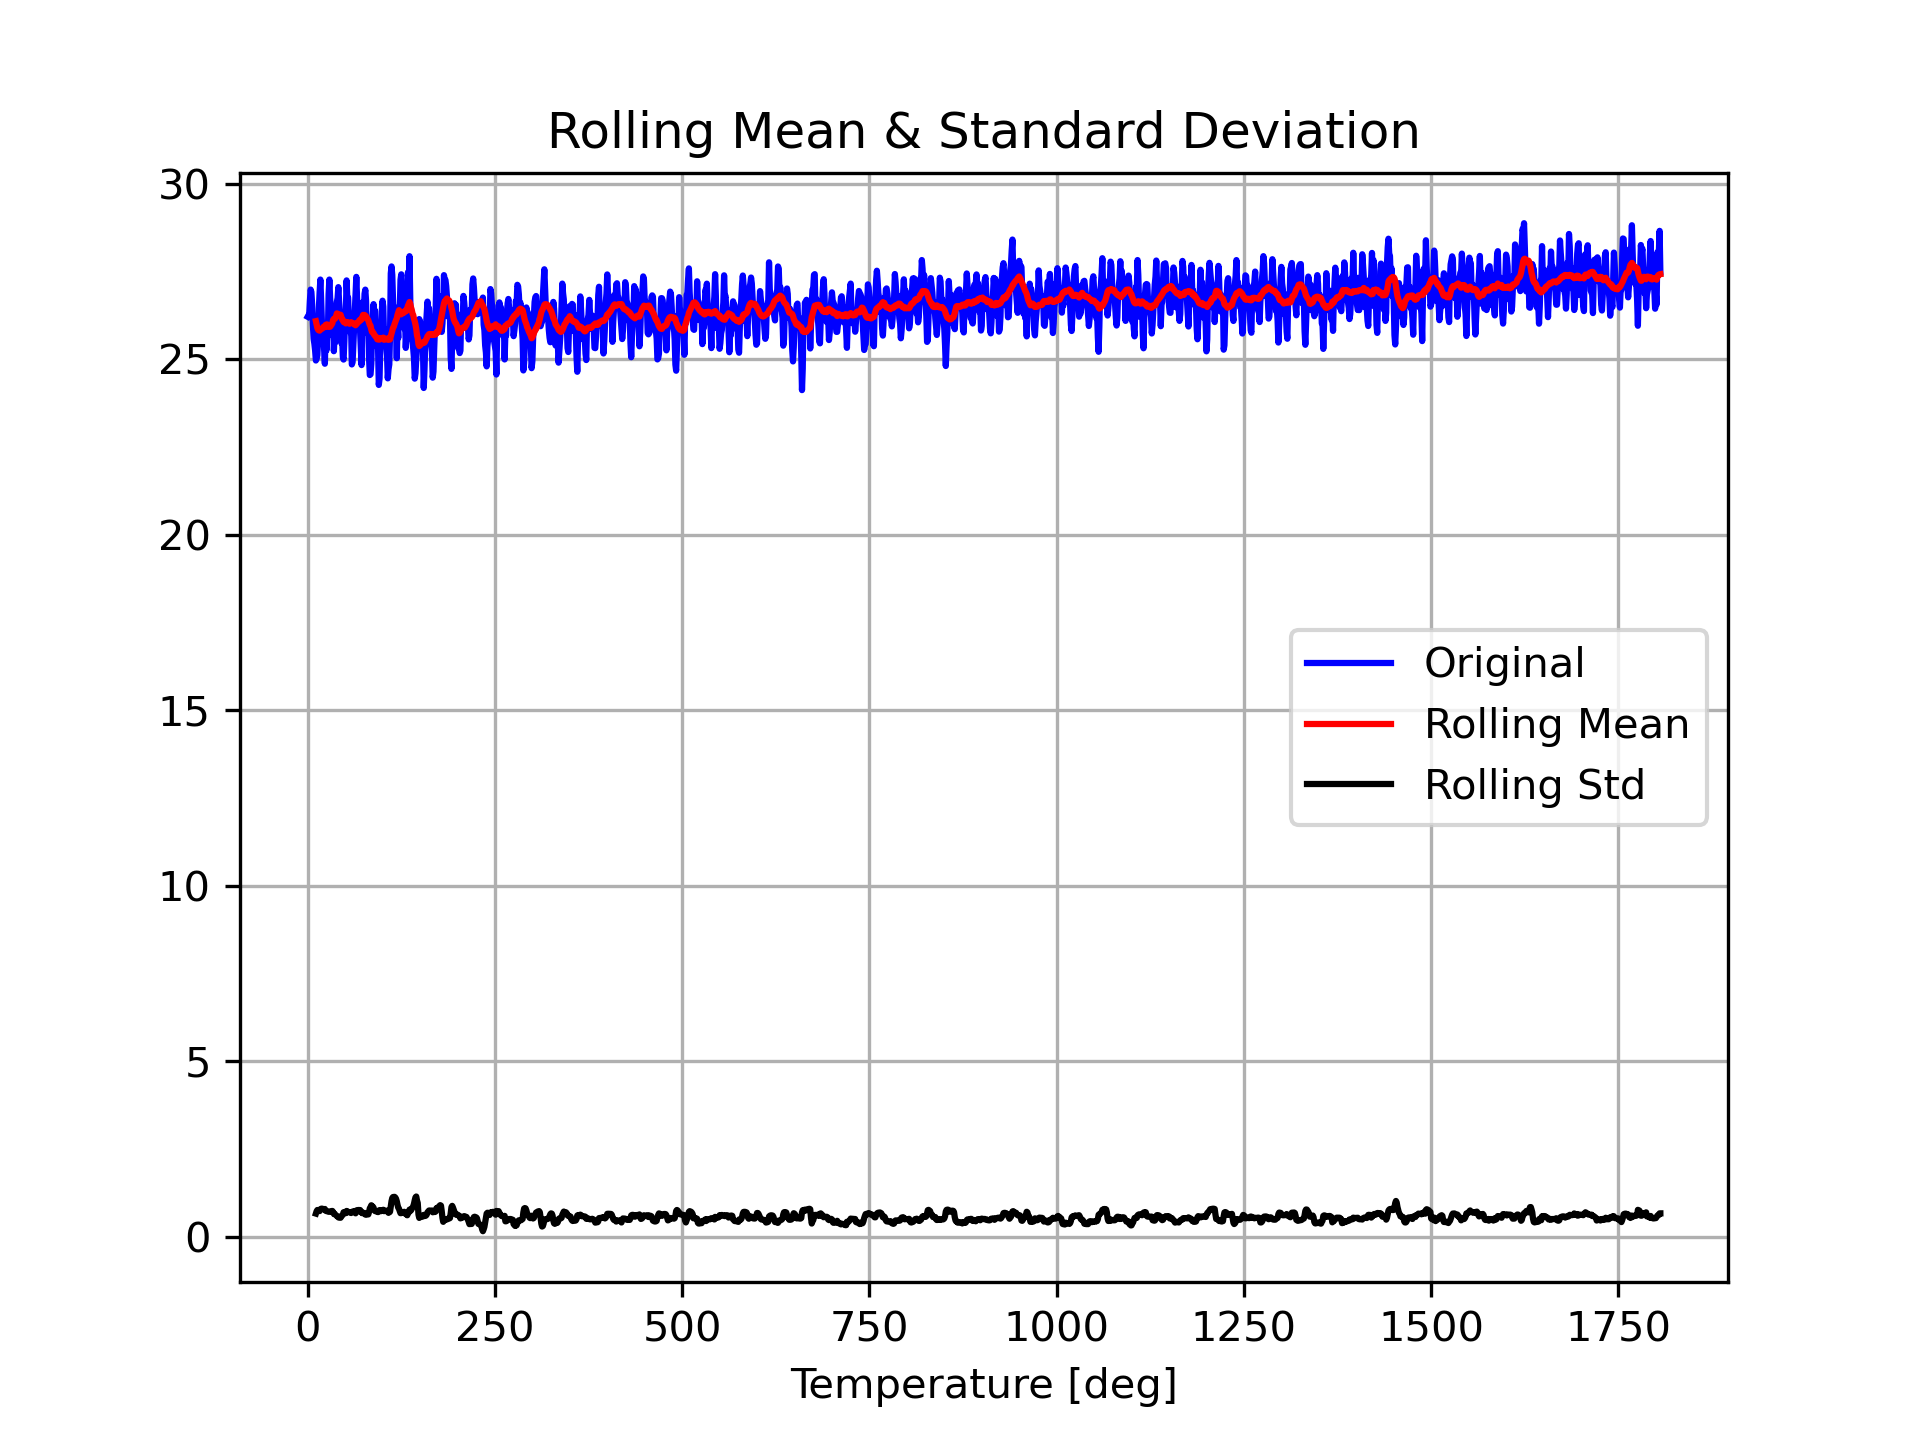 Rolling Mean & Standard Deviation
30
25
20
15
10
5
0
Original
Rolling Mean
Rolling Std
0 250 500 750 1000 1250 1500 1750
Temperature [deg]